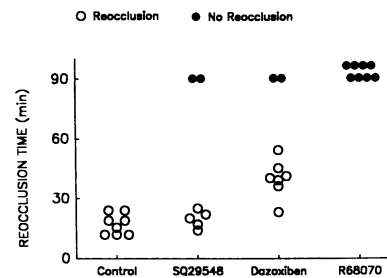 Reocclusion No Reocclusion
REOCCLUSION TIME (min)
90
60
30
0
Control SQ29548 Dazoxiben R68070